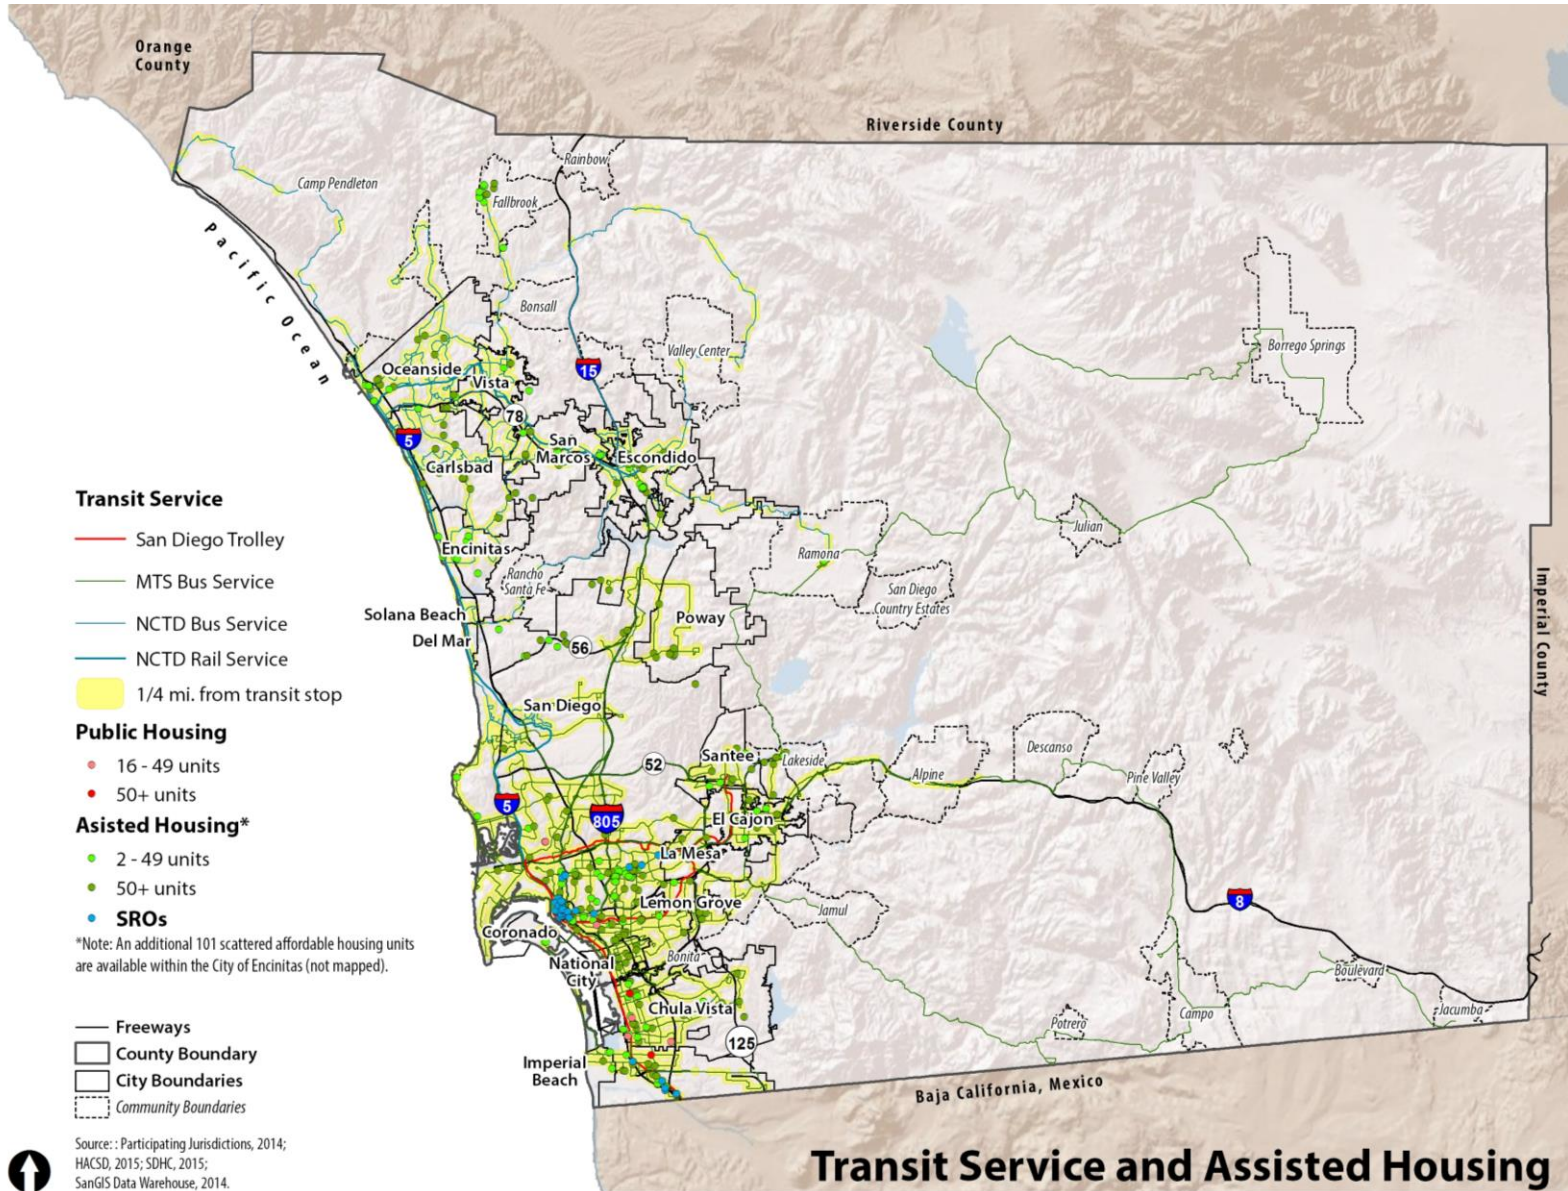 Orange
County
Riverside County
Rainbow
Camp Pendleton
Fallbrook
Pacific Ocean
Bonsall
Valley Center
Borrego Springs
Oceanside
Vista
15
78
5
San
Marcos
Escondido
Carlsbad
Transit Service
San Diego Trolley
MTS Bus Service
NCTD Bus Service
NCTD Rail Service
1/4 mi. from transit stop
Public Housing
16 - 49 units
50+ units
Asisted Housing*
2 - 49 units
50+ units
SROs
*Note: An additional 101 scattered affordable housing units
are available within the City of Encinitas (not mapped).
Freeways
County Boundary
City Boundaries
Community Boundaries
Source: : Participating Jurisdictions, 2014;
HACSD, 2015; SDHC, 2015;
SanGIS Data Warehouse, 2014.
Julian
Encinitas
Ramona
Rancho
Santa Fe
San Diego
Country Estates
Imperial County
Solana Beach
Del Mar
Poway
56
San Diego
Santee
52
Lakeside
Alpine
Descanso
Pine Valley
5
805
El Cajon
La Mesa
Lemon Grove
Jamul
8
Coronado
National
City
Bonita
Boulevard
Chula Vista
Jacumba
Campo
Potrero
125
Imperial
Beach
Baja California, Mexico
Transit Service and Assisted Housing